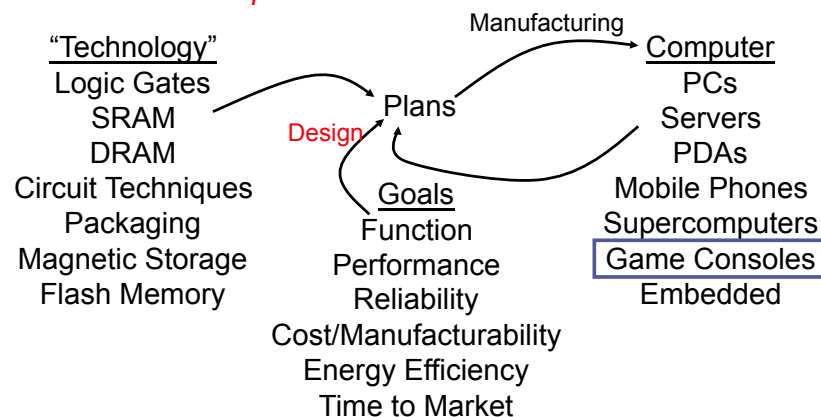 Manufacturing
“Technology”
Logic Gates
SRAM
DRAM
Circuit Techniques
Packaging
Magnetic Storage
Flash Memory
Plans
Design
Goals
Function
Performance
Reliability
Cost/Manufacturability
Energy Efficiency
Time to Market
Computer
PCs
Servers
PDAs
Mobile Phones
Supercomputers
Game Consoles
Embedded